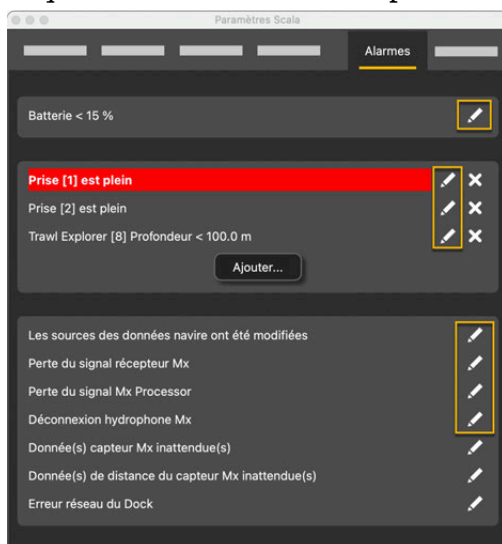 Paramètres Scala
Alarmes
Batterie < 15 %
Prise [1] est plein
Prise [2] est plein
Trawl Explorer [8] Profondeur < 100.0 m
Ajouter...
Les sources des données navire ont été modifiées
Perte du signal récepteur Mx
Perte du signal Mx Processor
Déconnexion hydrophone Mx
Donnée(s) capteur Mx inattendue(s)
Donnée(s) de distance du capteur Mx inattendue(s)
Erreur réseau du Dock